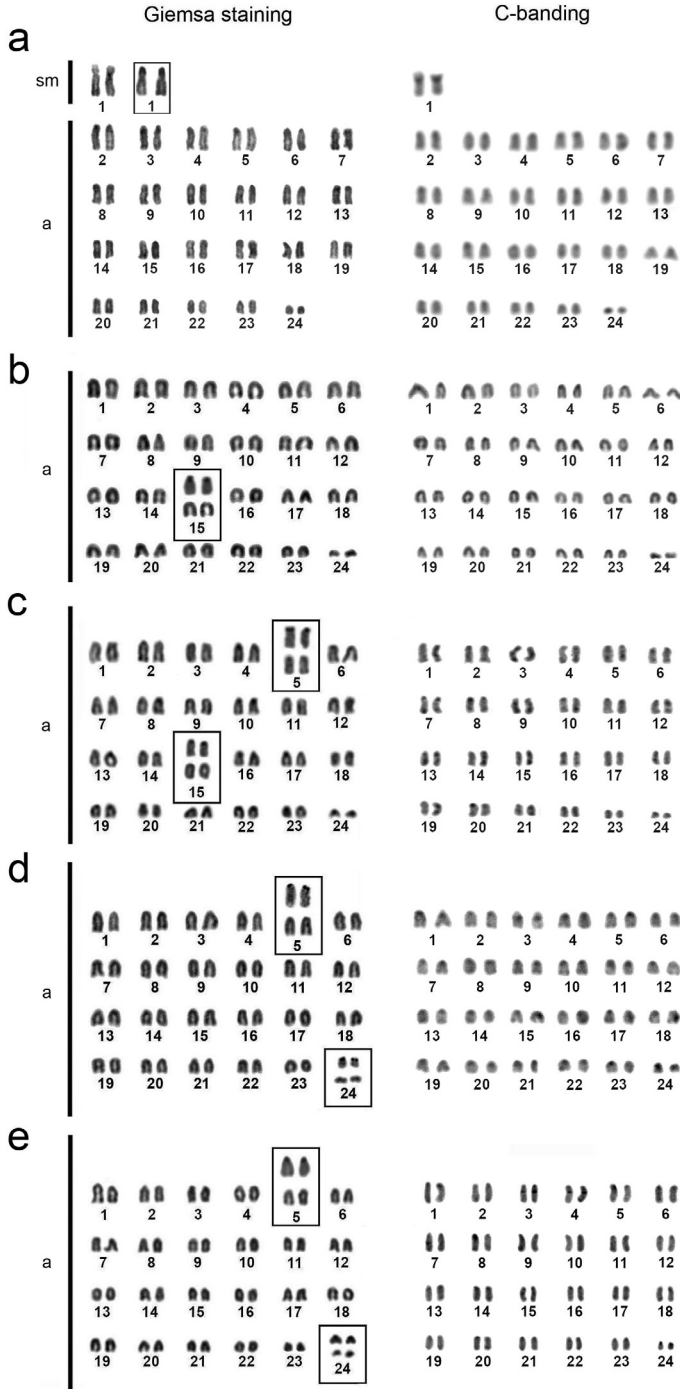 Giemsa staining C-banding
a
sm 1 1 1
a
2 3 4 5 6 7 2 3 4 5 6 7
8 9 10 11 12 13 8 9 10 11 12 13
14 15 16 17 18 19 14 15 16 17 18 19
20 21 22 23 24 20 21 22 23 24
b
a
1 2 3 4 5 6 1 2 3 4 5 6
7 8 9 10 11 12 7 8 9 10 11 12
13 14 15 16 17 18 13 14 15 16 17 18
19 20 21 22 23 24 19 20 21 22 23 24
c
a
1 2 3 4 5 6 1 2 3 4 5 6
7 8 9 10 11 12 7 8 9 10 11 12
13 14 15 16 17 18 13 14 15 16 17 18
19 20 21 22 23 24 19 20 21 22 23 24
d
a
1 2 3 4 5 6 1 2 3 4 5 6
7 8 9 10 11 12 7 8 9 10 11 12
13 14 15 16 17 18 13 14 15 16 17 18
19 20 21 22 23 24 19 20 21 22 23 24
e
a
1 2 3 4 5 6 1 2 3 4 5 6
7 8 9 10 11 12 7 8 9 10 11 12
13 14 15 16 17 18 13 14 15 16 17 18
19 20 21 22 23 24 19 20 21 22 23 24